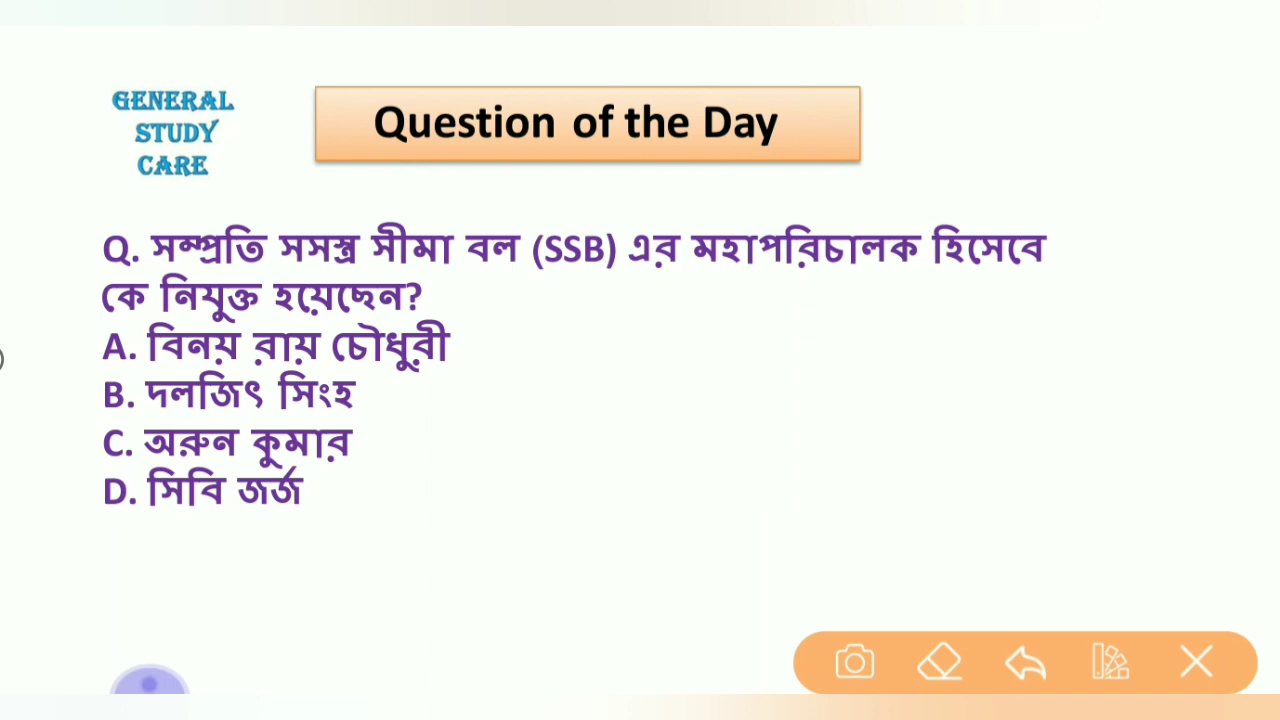 GENERAL
STUDY
CARE
Question of the Day
Q. সম্প্রতি সসস্ত্র সীমা বল (SSB) এর মহাপরিচালক হিসেবে
কে নিযুক্ত হয়েছেন?
A. বিনয় রায় চৌধুরী
B. দলজিৎ সিংহ
C. অরুন কুমার
D. সিবি জর্জ